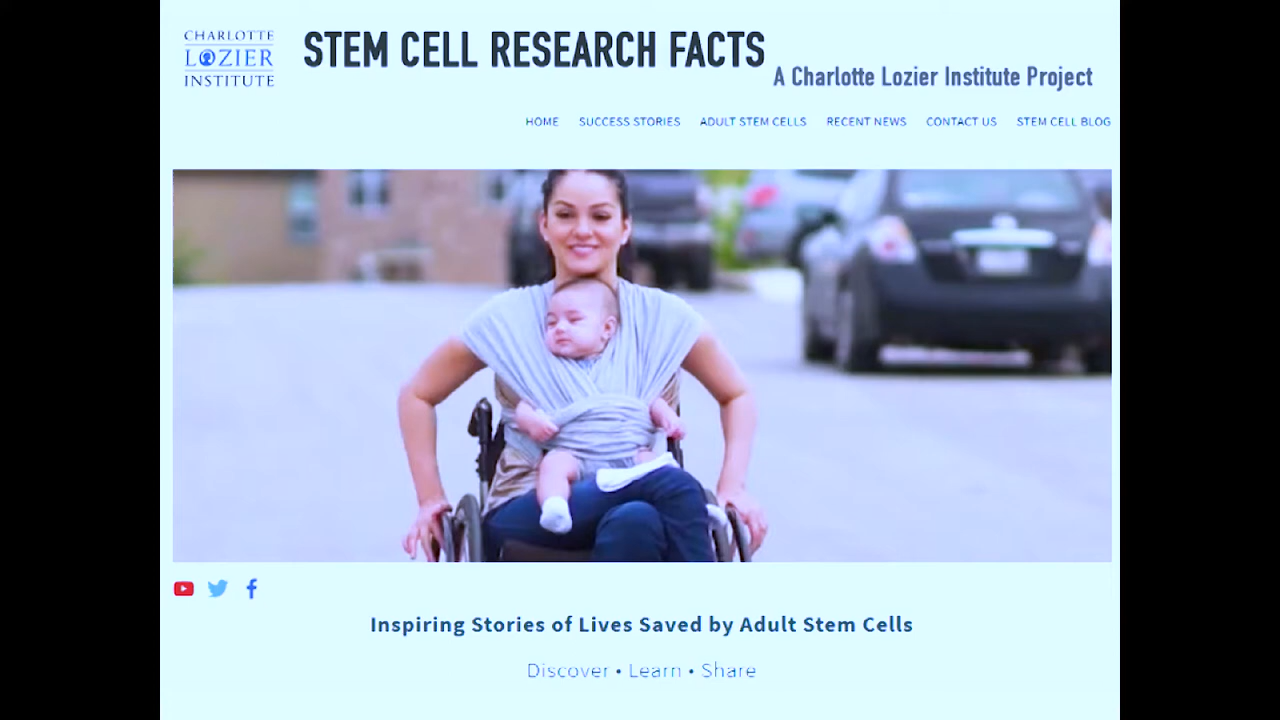 CHARLOTTE
LOZIER
INSTITUTE
STEM CELL RESEARCH FACTS
A Charlotte Lozier Institute Project
HOME SUCCESS STORIES ADULT STEM CELLS RECENT NEWS CONTACT US STEM CELL BLOG
Inspiring Stories of Lives Saved by Adult Stem Cells
Discover • Learn • Share